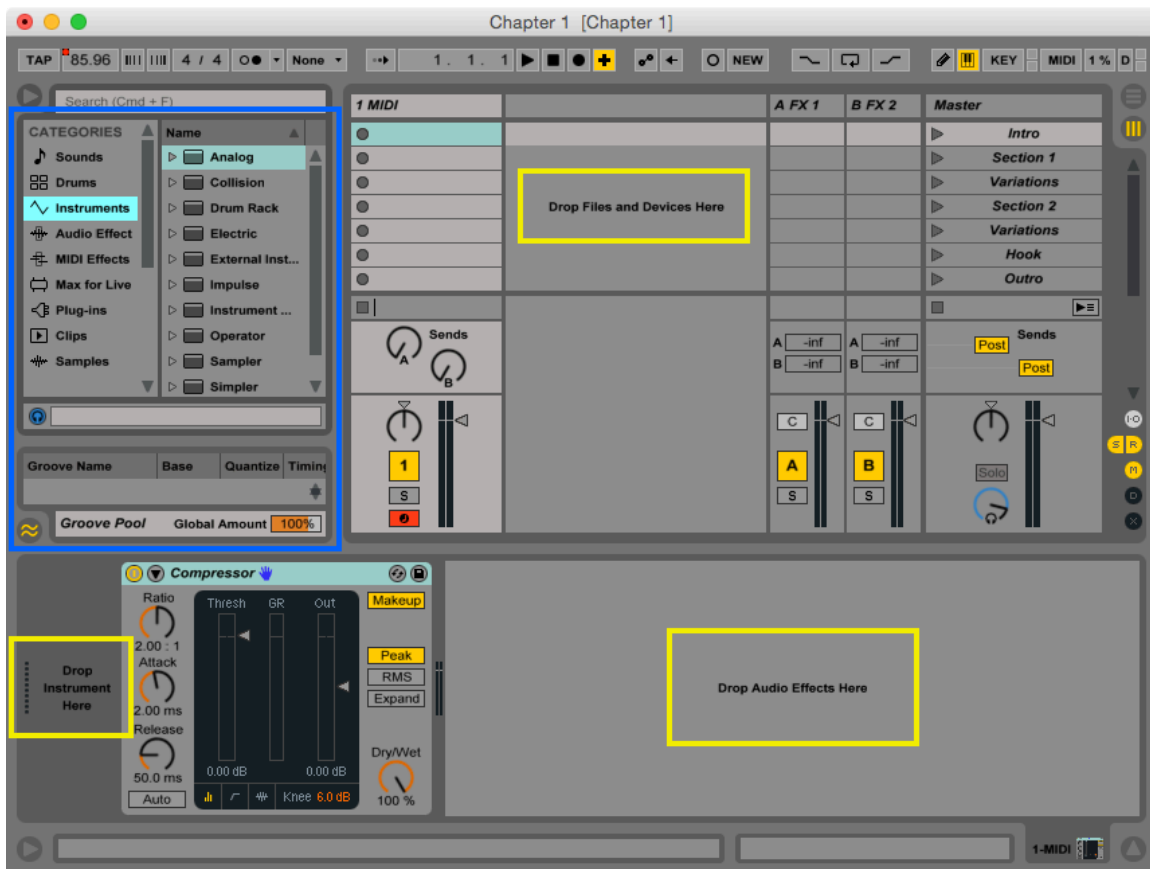 Chapter 1 [Chapter 1]
TAP 85.96 4 / 4 None 1. 1. 1 NEW KEY MIDI 1 % D
Search (Cmd + F)
CATEGORIES
Sounds
Drums
Instruments
Audio Effect
MIDI Effects
Max for Live
Plug-ins
Clips
Samples
Name
Analog
Collision
Drum Rack
Electric
External Inst...
Impulse
Instrument ...
Operator
Sampler
Simpler
Groove Name Base Quantize Timing
Groove Pool Global Amount 100%
1 MIDI A FX 1 B FX 2 Master
Intro
Section 1
Variations
Section 2
Variations
Hook
Outro
Drop Files and Devices Here
Sends
A
B
A -inf A -inf
B -inf B -inf
Sends
Post
Post
C C
1 A B
S S S
Solo
I·O
S R
M
D
X
Drop
Instrument
Here
Compressor
Ratio
2.00 : 1
Attack
2.00 ms
Release
50.0 ms
Auto
Thresh GR Out
0.00 dB 0.00 dB
Knee 6.0 dB
Makeup
Peak
RMS
Expand
Dry/Wet
100 %
Drop Audio Effects Here
1-MIDI